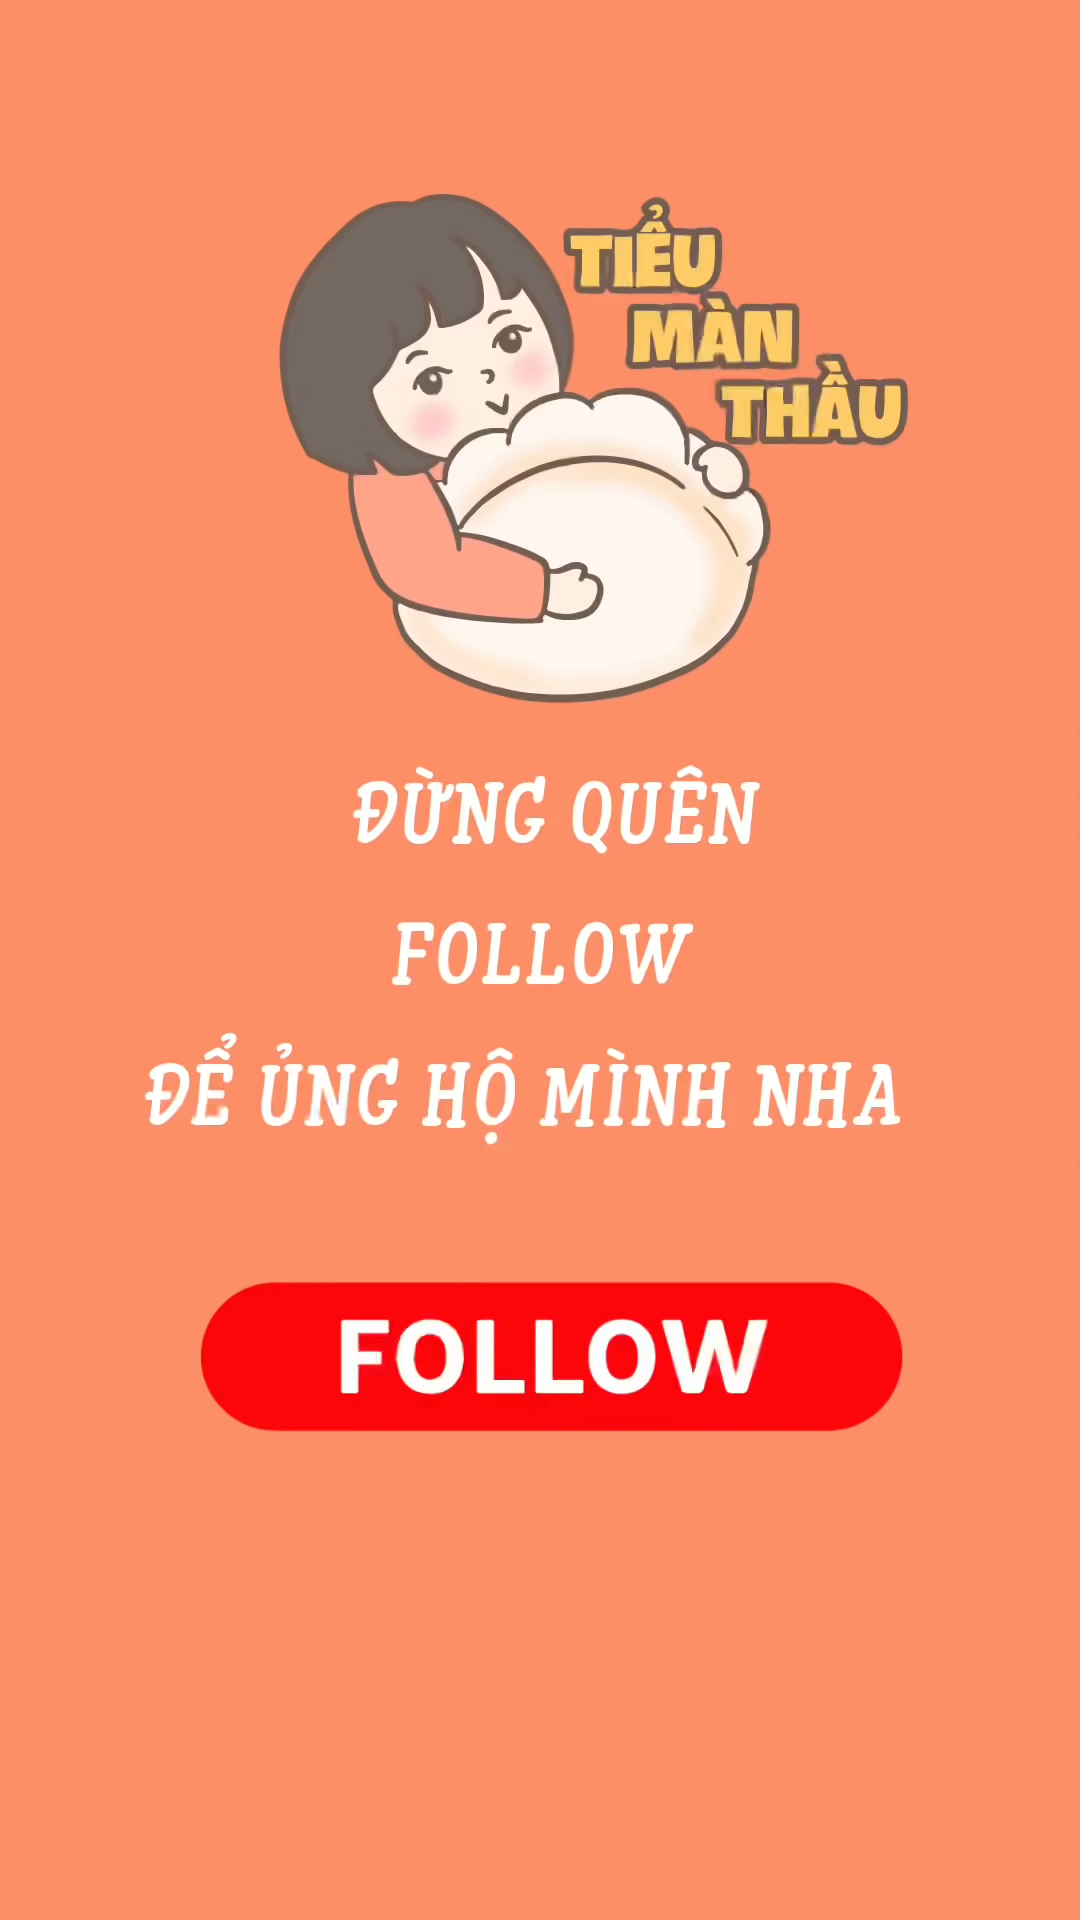 TIỂU
MÀN
THẦU
ĐỪNG QUÊN
FOLLOW
ĐỂ ỦNG HỘ MÌNH NHA
FOLLOW